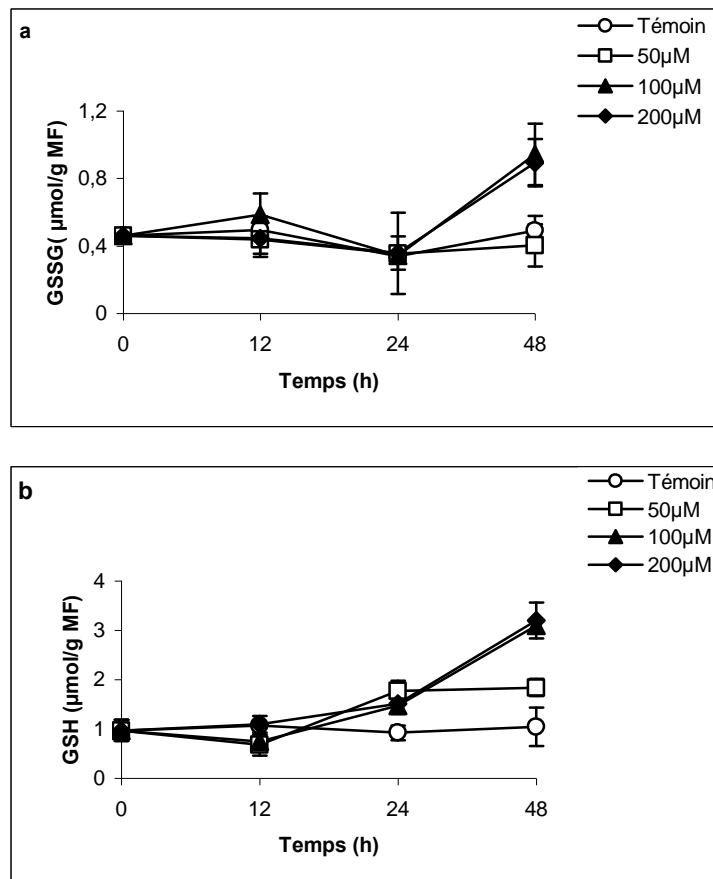 a
Témoin
50µM
100µM
200µM
1,2
0,8
0,4
0
GSSG( µmol/g MF)
0 12 24 48
Temps (h)
b
Témoin
50µM
100µM
200µM
4
3
2
1
0
GSH (µmol/g MF)
0 12 24 48
Temps (h)